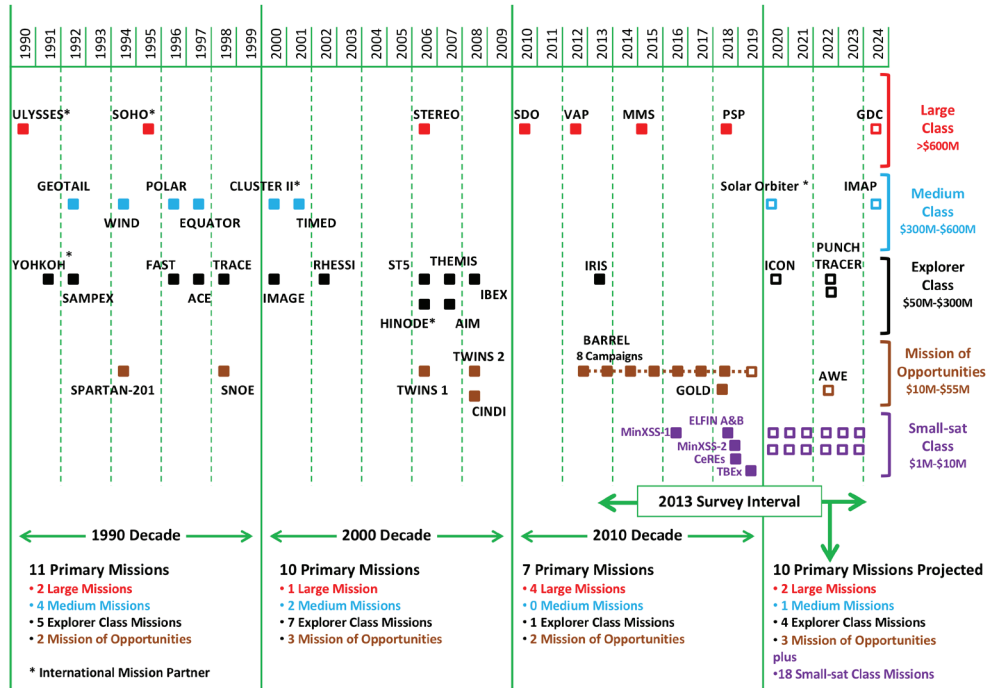 1990 1991 1992 1993 1994 1995 1996 1997 1998 1999 2000 2001 2002 2003 2004 2005 2006 2007 2008 2009 2010 2011 2012 2013 2014 2015 2016 2017 2018 2019 2020 2021 2022 2023 2024
ULYSSES* SOHO* STEREO SDO VAP MMS PSP GDC
Large
Class
>$600M
GEOTAIL POLAR CLUSTER II* Solar Orbiter * IMAP
WIND EQUATOR TIMED
Medium
Class
$300M-$600M
YOHKOH* FAST TRACE RHESSI ST5 THEMIS IRIS ICON PUNCH
TRACER
SAMPEX ACE IMAGE IBEX
HINODE* AIM
Explorer
Class
$50M-$300M
BARREL
8 Campaigns
TWINS 2
SPARTAN-201 SNOE TWINS 1 GOLD AWE
CINDI
Mission of
Opportunities
$10M-$55M
ELFIN A&B
MinXSS-1
MinXSS-2
CeREs
TBEx
Small-sat
Class
$1M-$10M
2013 Survey Interval
1990 Decade 2000 Decade 2010 Decade
11 Primary Missions
• 2 Large Missions
• 4 Medium Missions
• 5 Explorer Class Missions
• 2 Mission of Opportunities
* International Mission Partner
10 Primary Missions
• 1 Large Mission
• 2 Medium Missions
• 7 Explorer Class Missions
• 3 Mission of Opportunities
7 Primary Missions
• 4 Large Missions
• 0 Medium Missions
• 1 Explorer Class Missions
• 2 Mission of Opportunities
10 Primary Missions Projected
• 2 Large Missions
• 1 Medium Missions
• 4 Explorer Class Missions
• 3 Mission of Opportunities
plus
•18 Small-sat Class Missions